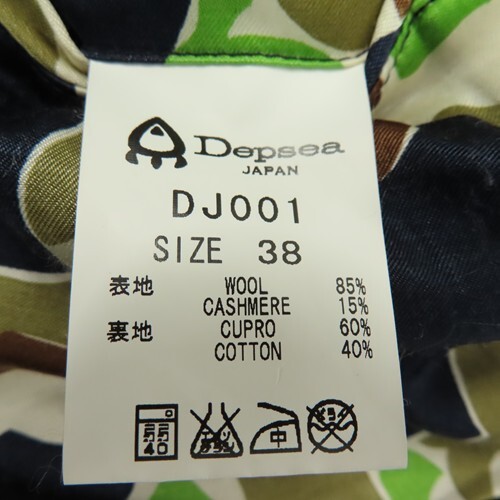 Depsea
JAPAN
DJ001
SIZE 38
表地 WOOL 85%
CASHMERE 15%
裏地 CUPRO 60%
COTTON 40%
弱 40 中